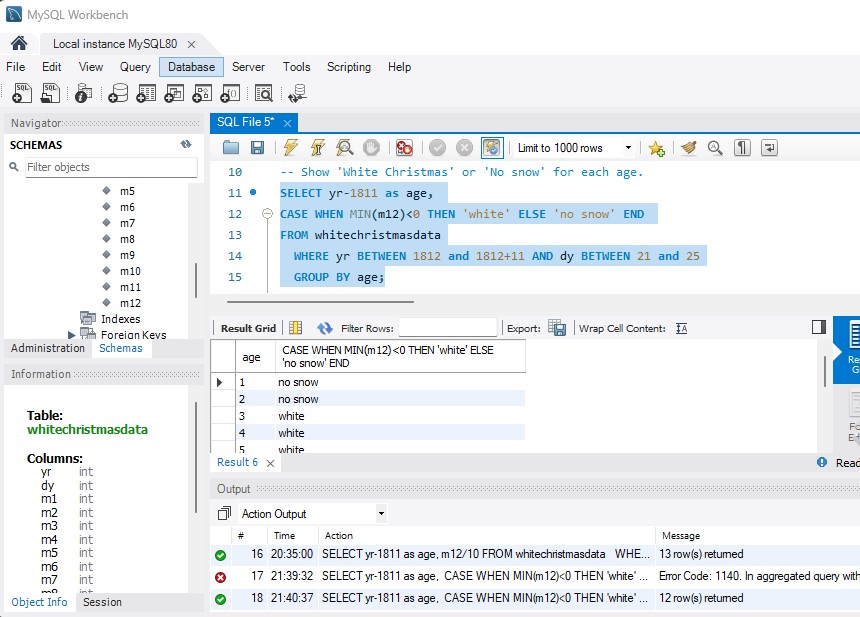 MySQL Workbench
Local instance MySQL80
File Edit View Query Database Server Tools Scripting Help
Navigator
SCHEMAS
Filter objects
m5
m6
m7
m8
m9
m10
m11
m12
Indexes
Foreign Keys
Administration Schemas
Information
Table:
whitechristmasdata
Columns:
yr int
dy int
m1 int
m2 int
m3 int
m4 int
m5 int
m6 int
m7 int
Object Info Session
SQL File 5*
Limit to 1000 rows
10 -- Show 'White Christmas' or 'No snow' for each age.
11 SELECT yr-1811 as age,
12 CASE WHEN MIN(m12)<0 THEN 'white' ELSE 'no snow' END
13 FROM whitechristmasdata
14 WHERE yr BETWEEN 1812 and 1812+11 AND dy BETWEEN 21 and 25
15 GROUP BY age;
Result Grid Filter Rows: Export: Wrap Cell Content:
age CASE WHEN MIN(m12)<0 THEN 'white' ELSE
'no snow' END
1 no snow
2 no snow
3 white
4 white
5 white
Result 6
Output
Action Output
# Time Action Message
16 20:35:00 SELECT yr-1811 as age, m12/10 FROM whitechristmasdata WHE... 13 row(s) returned
17 21:39:32 SELECT yr-1811 as age, CASE WHEN MIN(m12)<0 THEN 'white' ... Error Code: 1140. In aggregated query with
18 21:40:37 SELECT yr-1811 as age, CASE WHEN MIN(m12)<0 THEN 'white' ... 12 row(s) returned